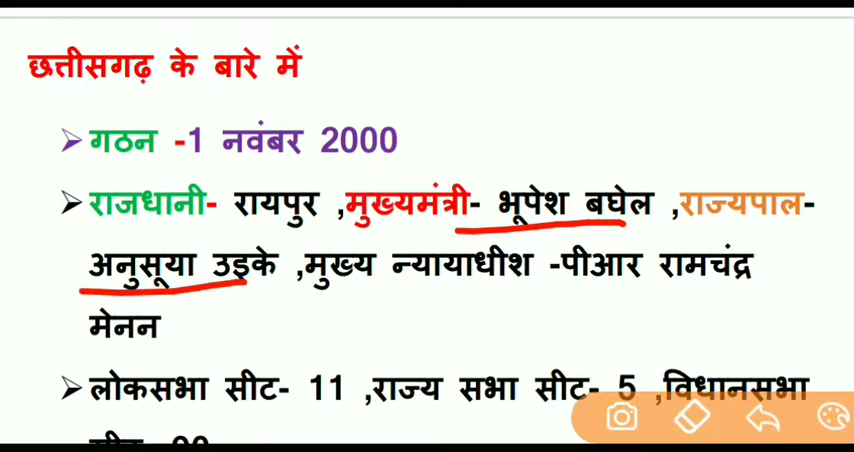 छत्तीसगढ़ के बारे में
➢ गठन -1 नवंबर 2000
➢ राजधानी- रायपुर ,मुख्यमंत्री- भूपेश बघेल ,राज्यपाल-
अनुसूया उइके ,मुख्य न्यायाधीश -पीआर रामचंद्र
मेनन
➢ लोकसभा सीट- 11 ,राज्य सभा सीट- 5 ,विधानसभा